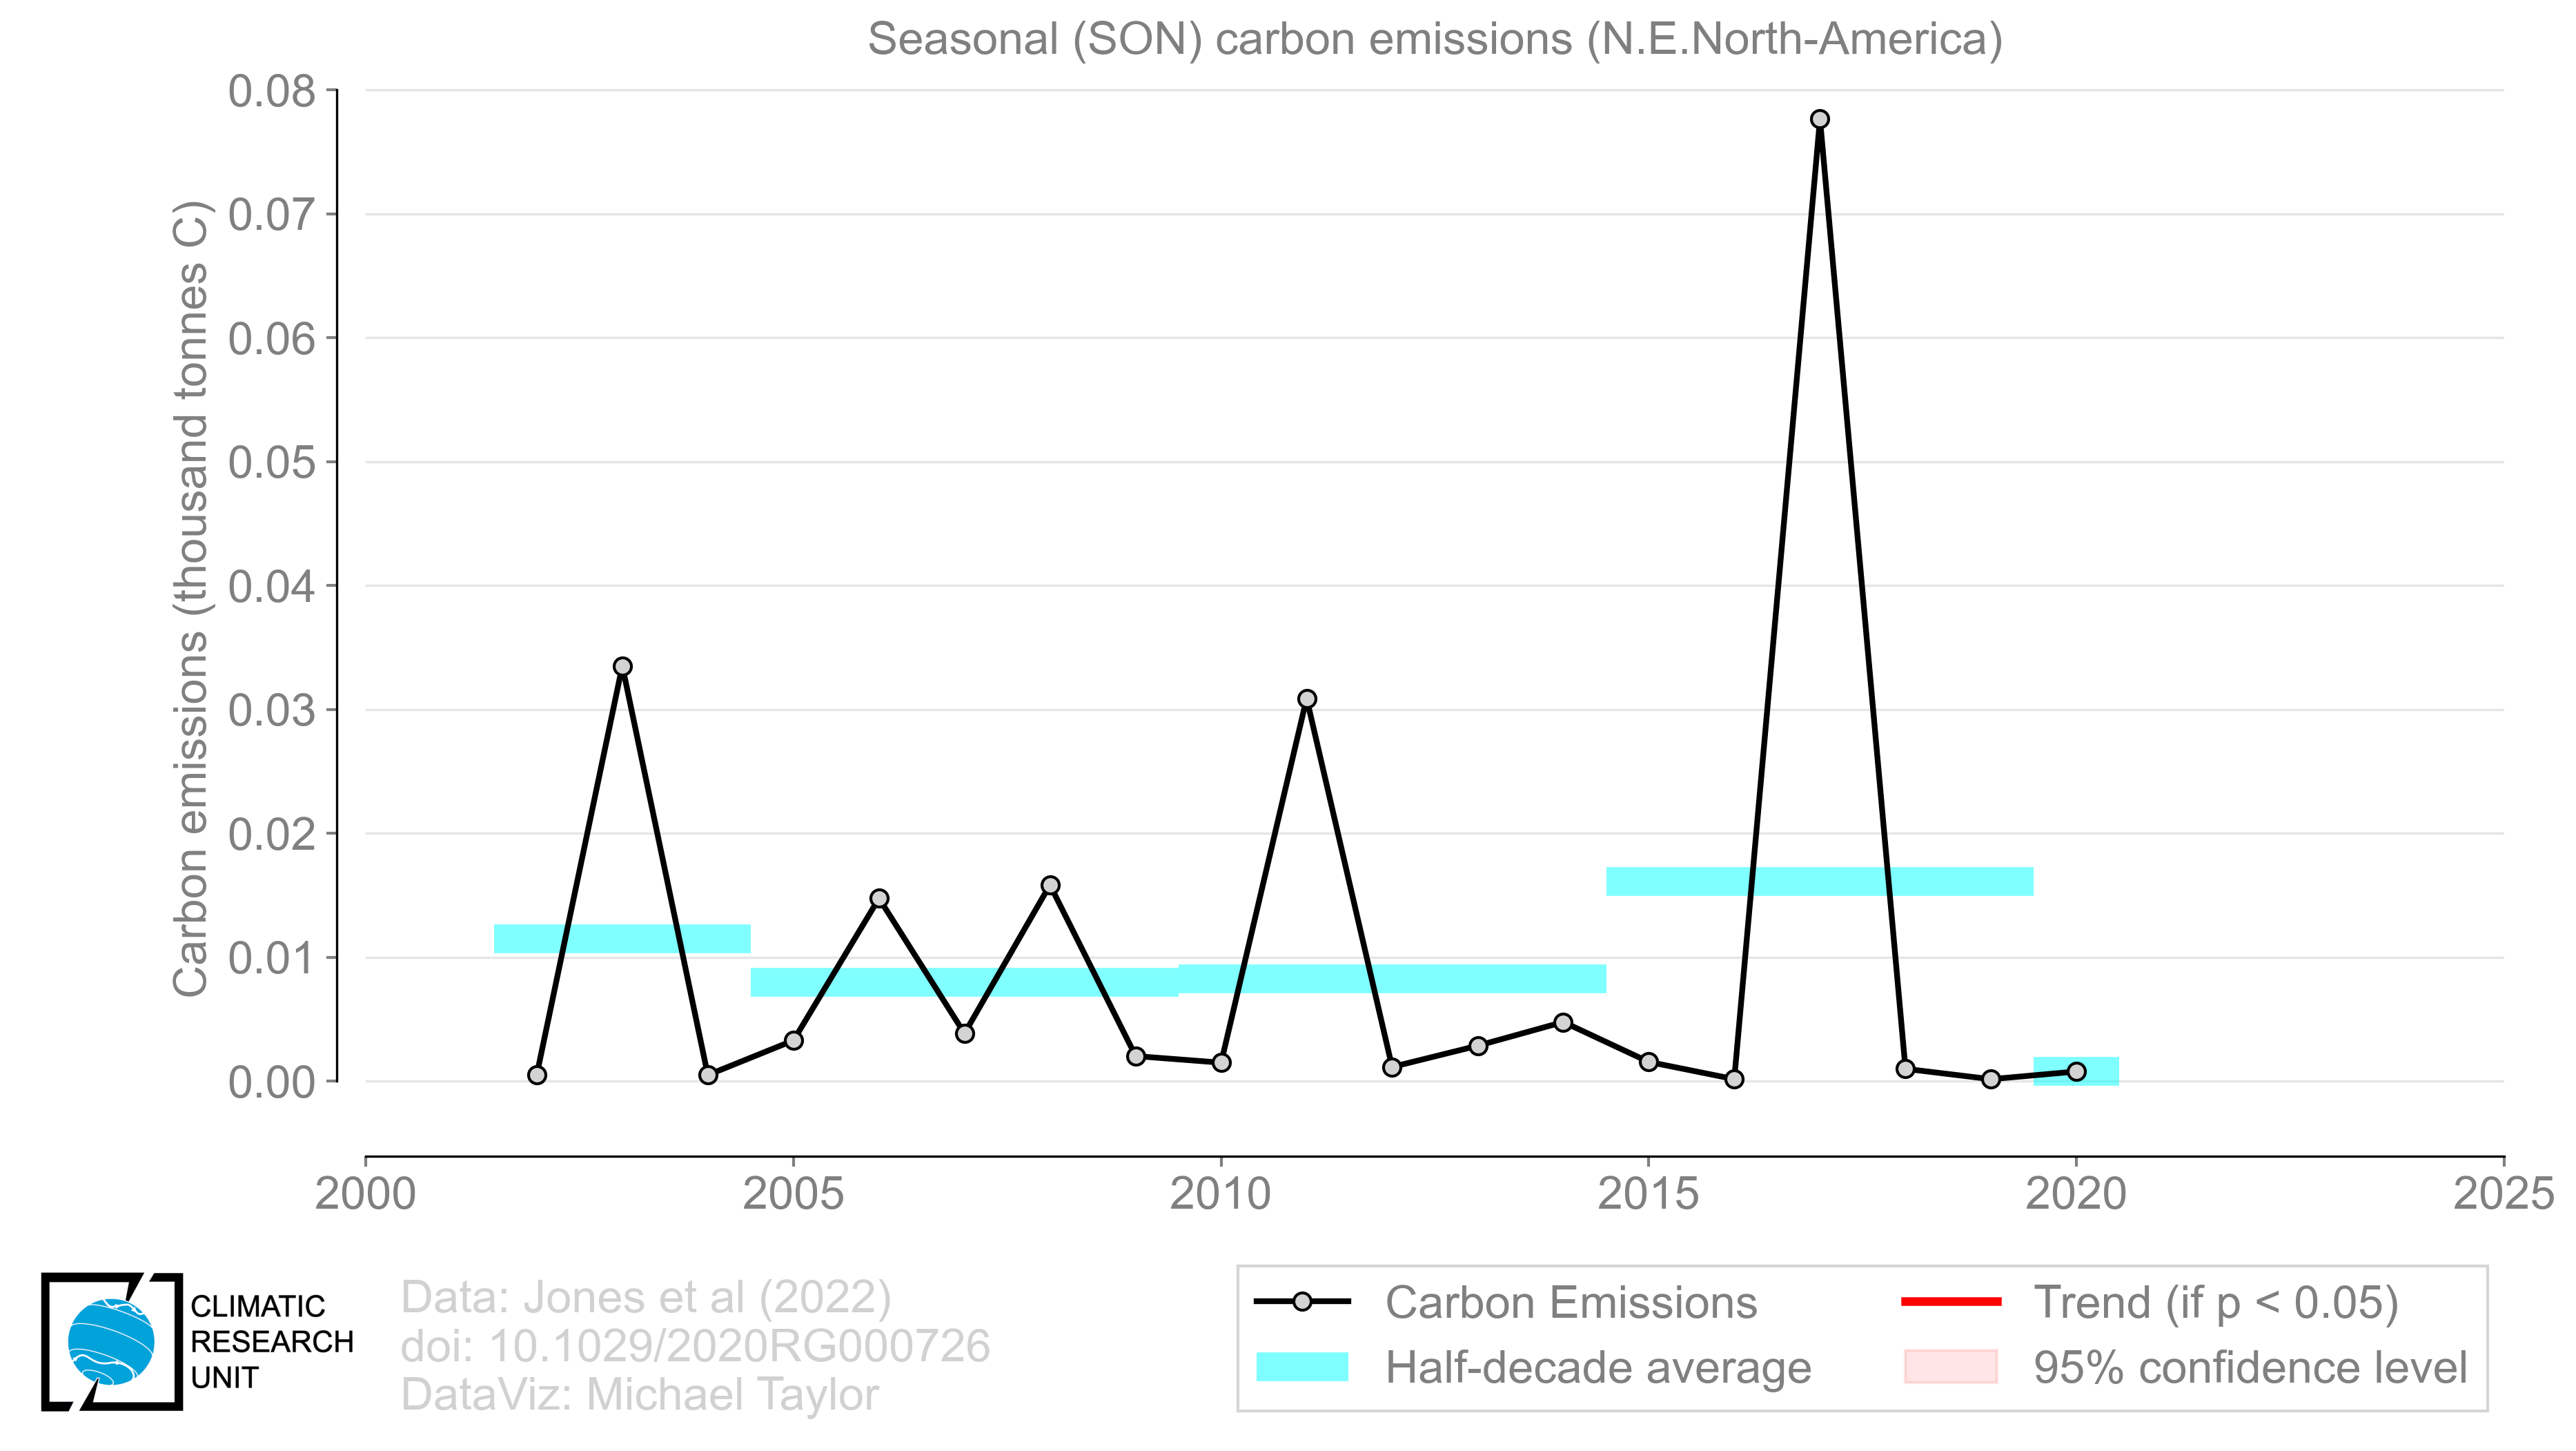 Seasonal (SON) carbon emissions (N.E.North-America)
Carbon emissions (thousand tonnes C)
0.08
0.07
0.06
0.05
0.04
0.03
0.02
0.01
0.00
2000 2005 2010 2015 2020 2025
CLIMATIC
RESEARCH
UNIT
Data: Jones et al (2022)
doi: 10.1029/2020RG000726
DataViz: Michael Taylor
Carbon Emissions
Half-decade average
Trend (if p < 0.05)
95% confidence level